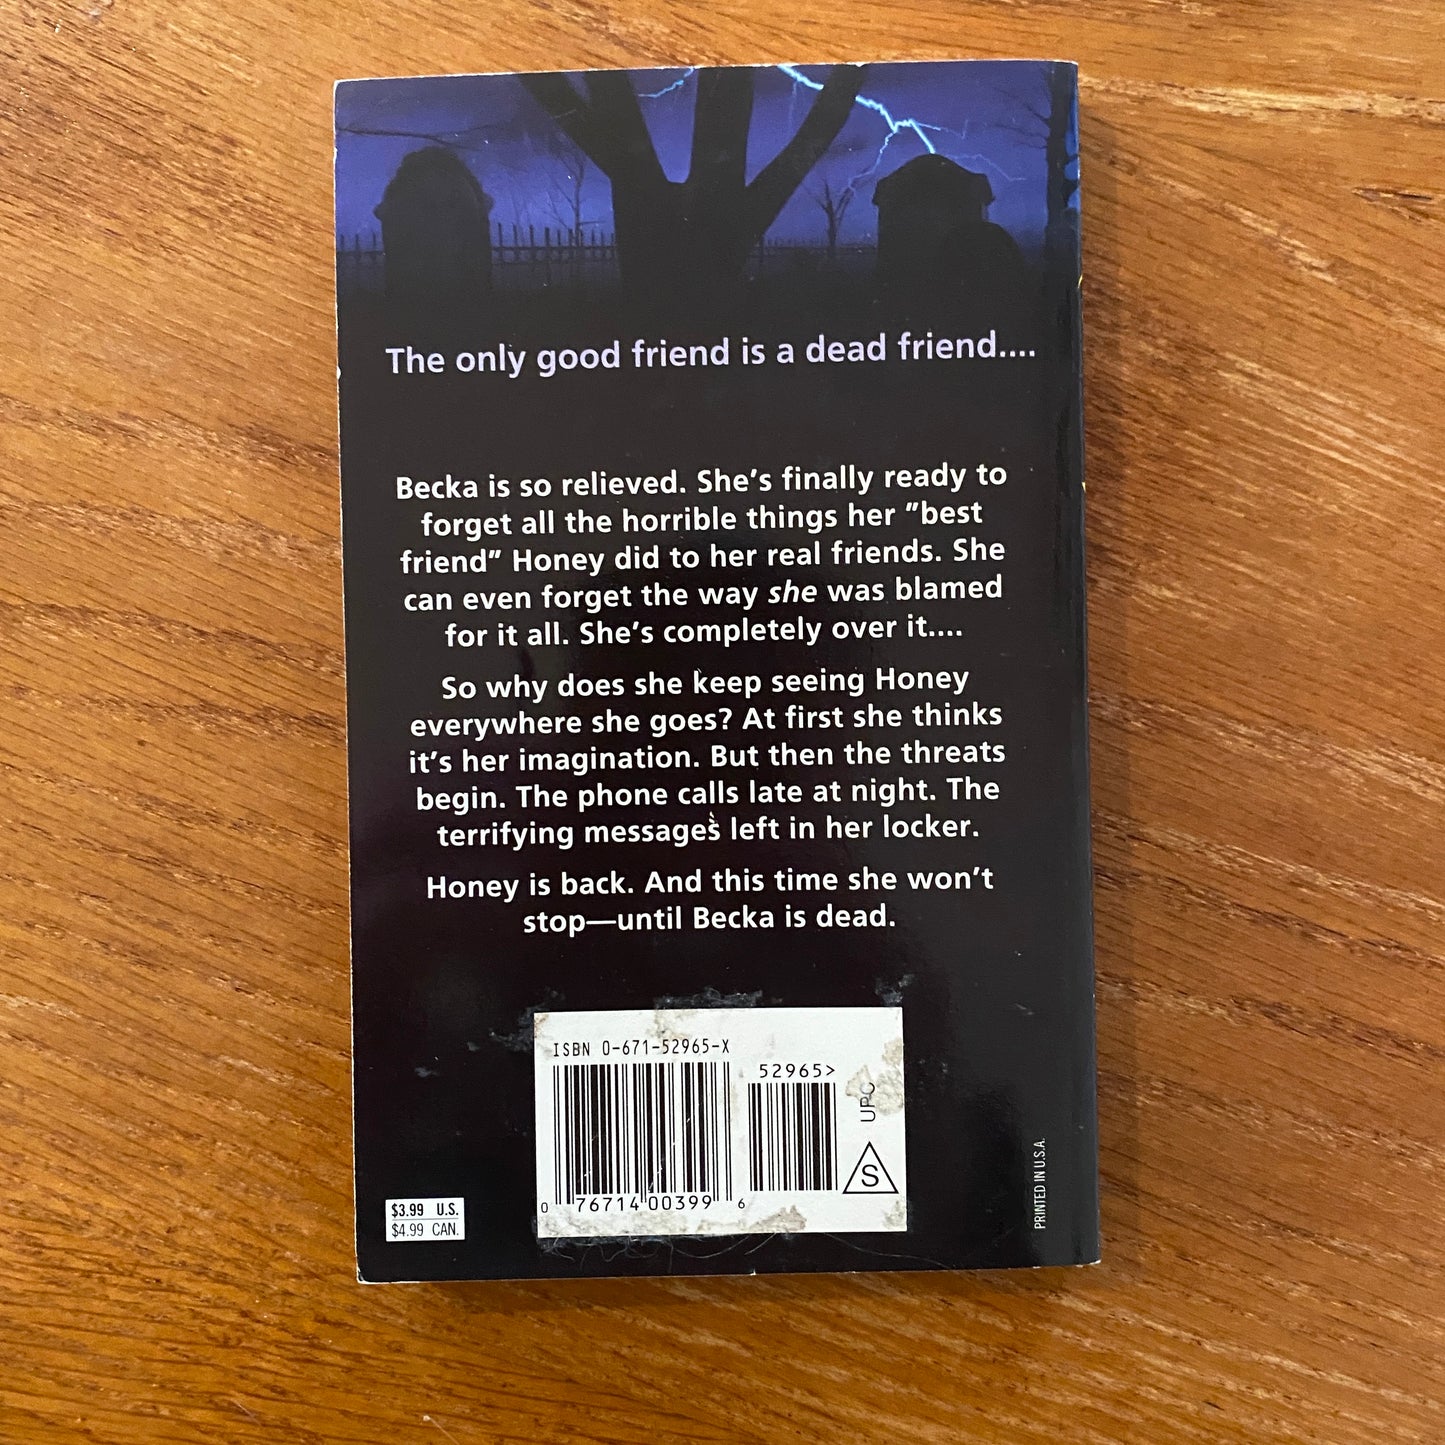 The only good friend is a dead friend....
Becka is so relieved. She's finally ready to
forget all the horrible things her "best
friend" Honey did to her real friends. She
can even forget the way she was blamed
for it all. She's completely over it....
So why does she keep seeing Honey
everywhere she goes? At first she thinks
it's her imagination. But then the threats
begin. The phone calls late at night. The
terrifying messages left in her locker.
Honey is back. And this time she won't
stop—until Becka is dead.
ISBN 0-671-52965-X
52965>
UPC
S
0 76714 00399 6
$3.99 U.S.
$4.99 CAN.
PRINTED IN U.S.A.